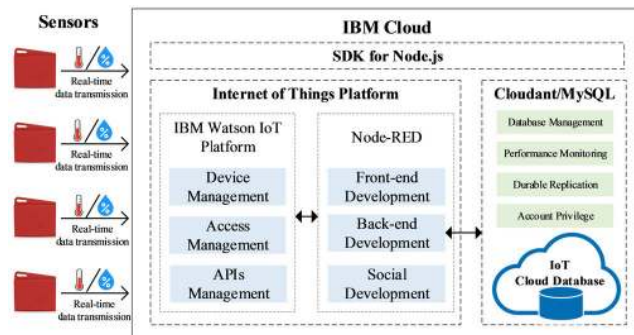 Sensors
IBM Cloud
SDK for Node.js
Real-time
data transmission
Real-time
data transmission
Real-time
data transmission
Real-time
data transmission
Internet of Things Platform
IBM Watson IoT
Platform
Device
Management
Access
Management
APIs
Management
Node-RED
Front-end
Development
Back-end
Development
Social
Development
Cloudant/MySQL
Database Management
Performance Monitoring
Durable Replication
Account Privilege
IoT
Cloud Database
%
%
%
%